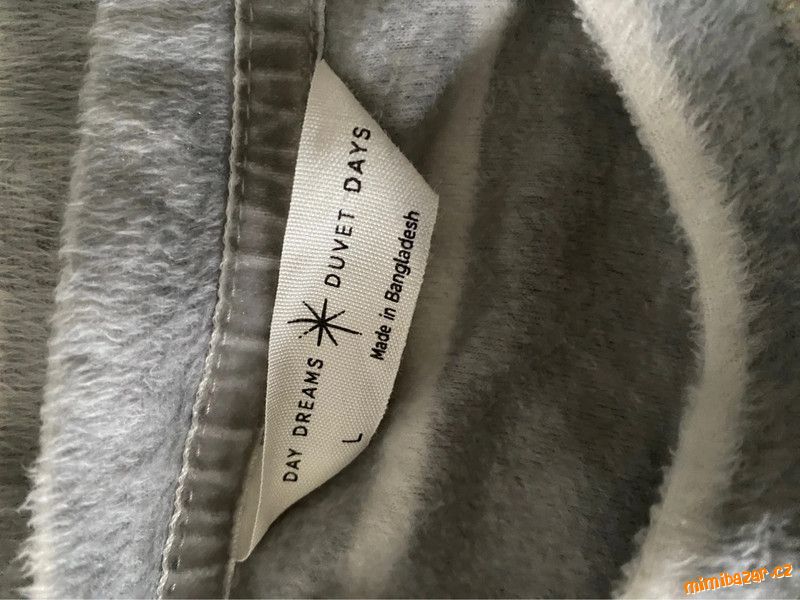 DAY DREAMS * DUVET DAYS
Made in Bangladesh
L
mimibazar.cz